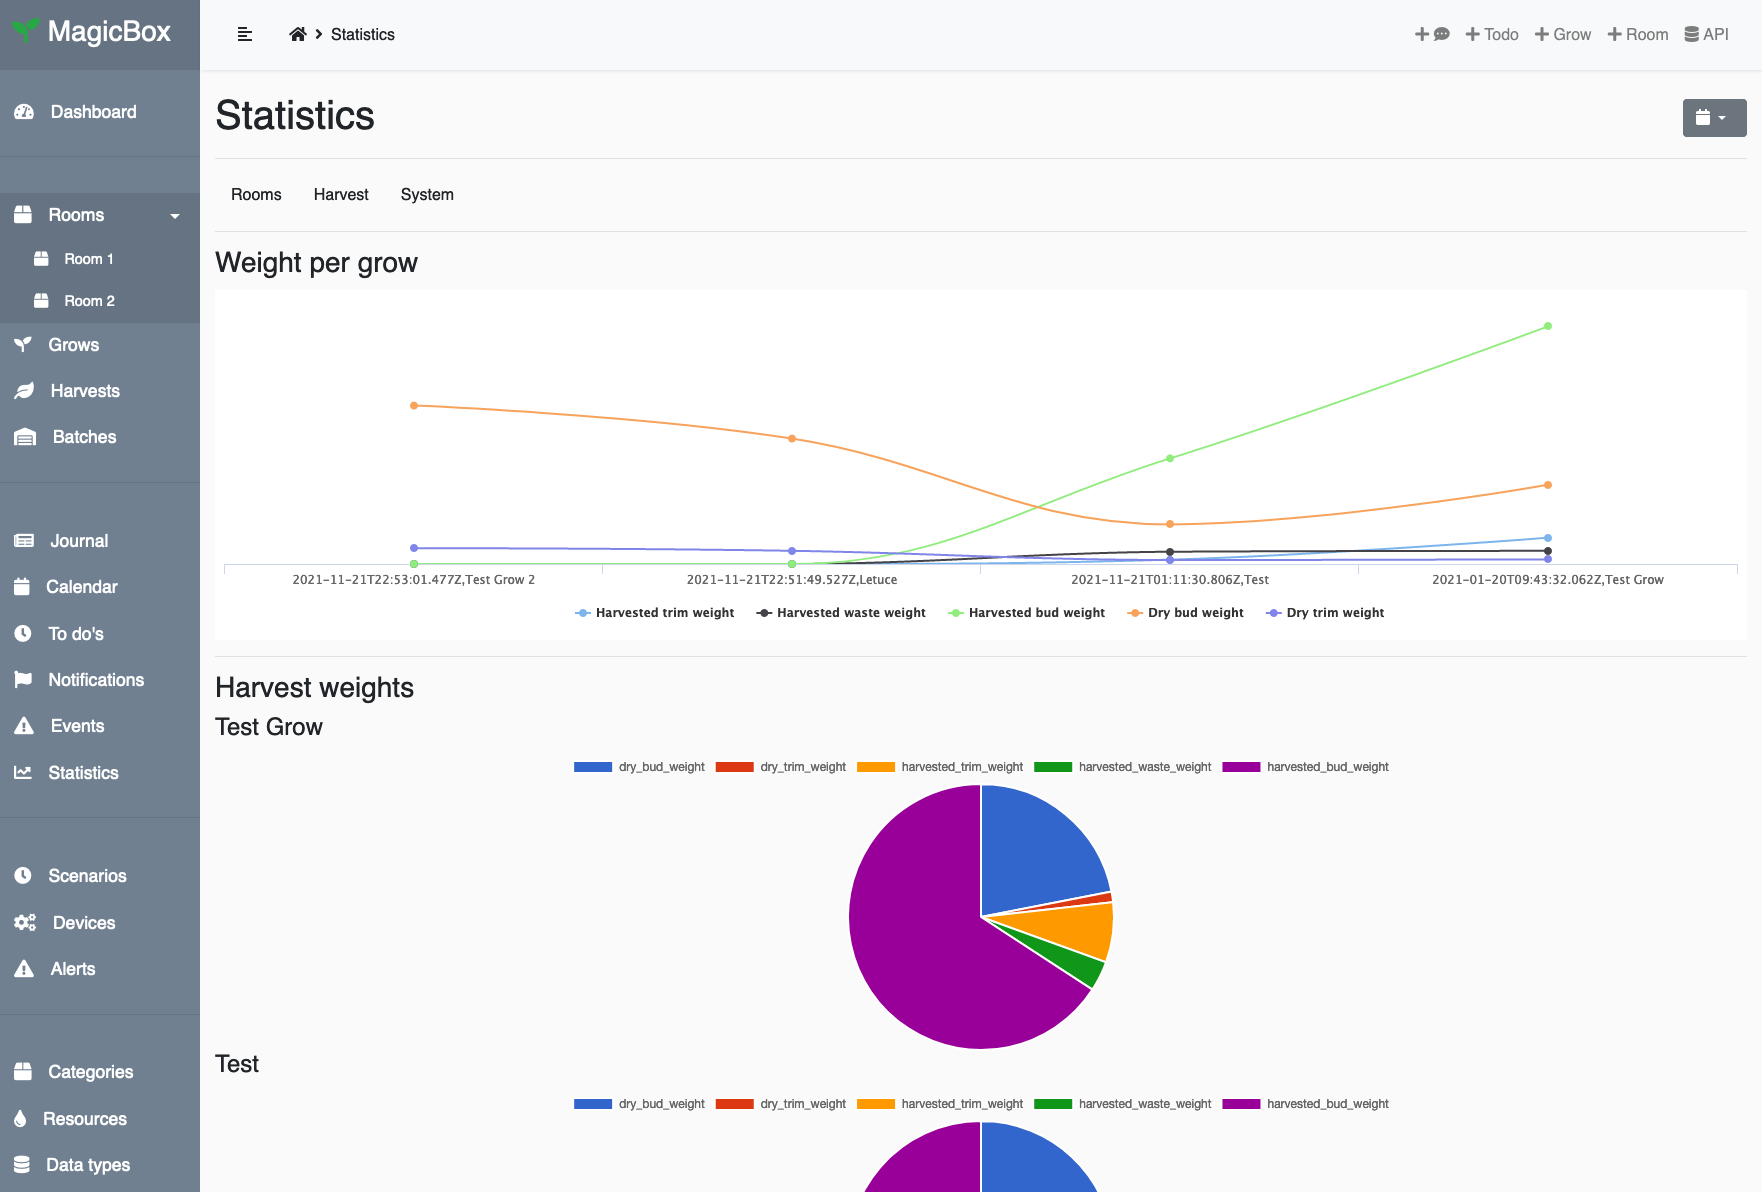 MagicBox
Dashboard
Rooms
Room 1
Room 2
Grows
Harvests
Batches
Journal
Calendar
To do's
Notifications
Events
Statistics
Scenarios
Devices
Alerts
Categories
Resources
Data types
Statistics
Todo
Grow
Room
API
Statistics
Rooms Harvest System
Weight per grow
2021-11-21T22:53:01.477Z,Test Grow 2 2021-11-21T22:51:49.527Z,Letuce 2021-11-21T01:11:30.806Z,Test 2021-01-20T09:43:32.062Z,Test Grow
Harvested trim weight Harvested waste weight Harvested bud weight Dry bud weight Dry trim weight
Harvest weights
Test Grow
dry_bud_weight dry_trim_weight harvested_trim_weight harvested_waste_weight harvested_bud_weight
Test
dry_bud_weight dry_trim_weight harvested_trim_weight harvested_waste_weight harvested_bud_weight